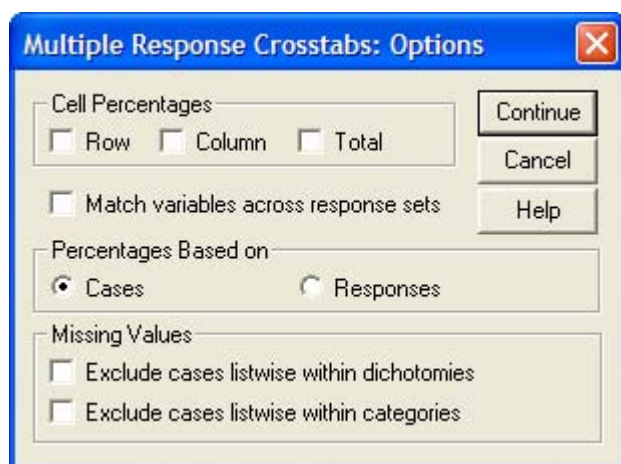 Multiple Response Crosstabs: Options
Cell Percentages
Row Column Total
Continue
Cancel
Match variables across response sets
Help
Percentages Based on
Cases Responses
Missing Values
Exclude cases listwise within dichotomies
Exclude cases listwise within categories